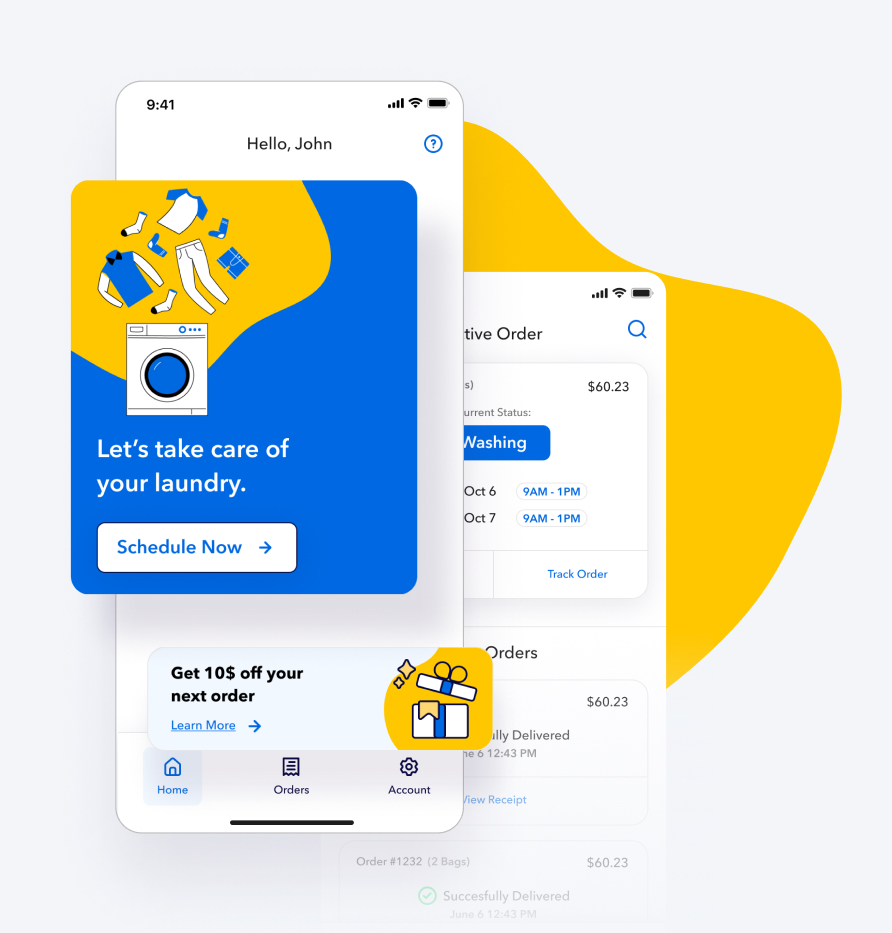 9:41
Hello, John
Let's take care of
your laundry.
Schedule Now
Get 10$ off your
next order
Learn More
Home
Orders
Account
tive Order
s)
$60.23
urrent Status:
Washing
Oct 6
9AM - 1PM
Oct 7
9AM - 1PM
Track Order
Orders
$60.23
ully Delivered
ne 6 12:43 PM
View Receipt
Order #1232 (2 Bags)
$60.23
Succesfully Delivered
June 6 12:43 PM